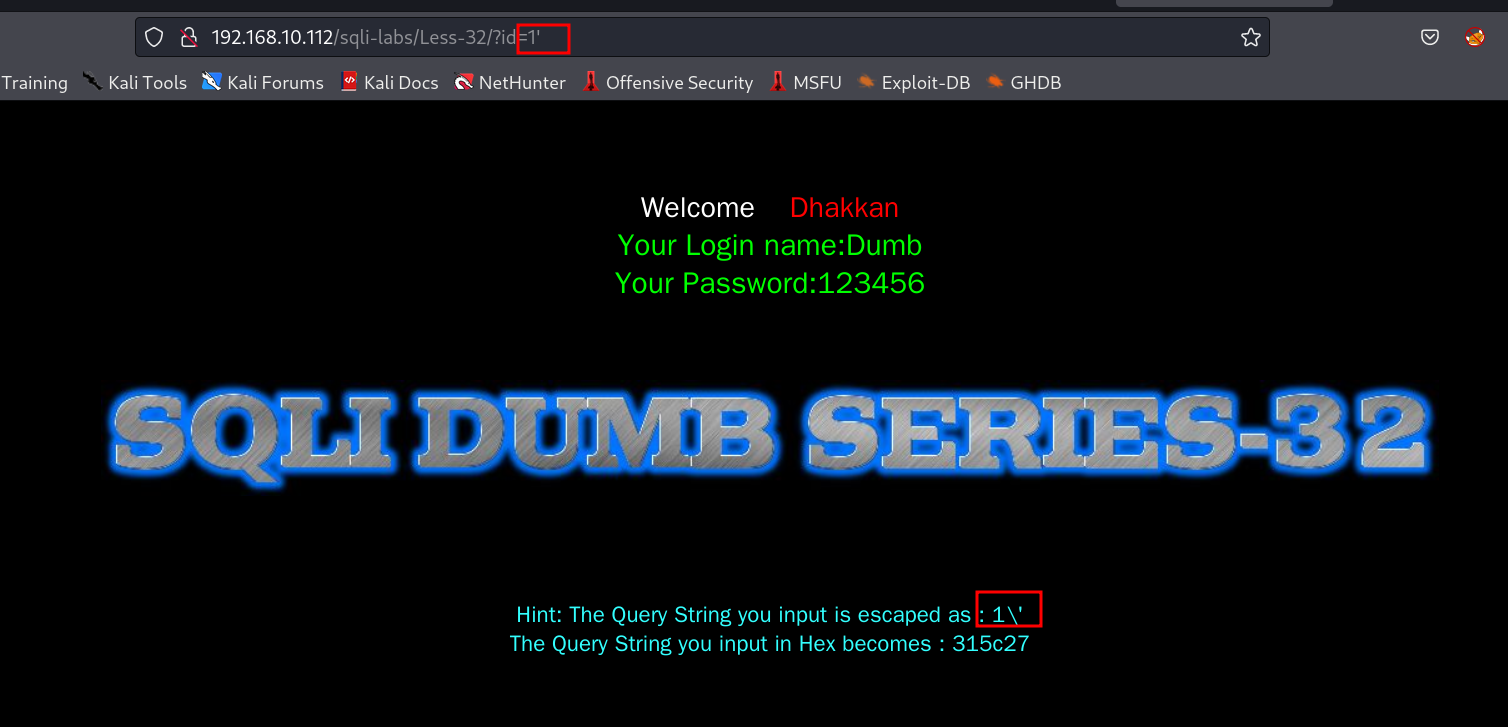 192.168.10.112/sqli-labs/Less-32/?id=1'
Training Kali Tools Kali Forums Kali Docs NetHunter Offensive Security MSFU Exploit-DB GHDB
Welcome Dhakkan
Your Login name:Dumb
Your Password:123456
SQLI DUMB SERIES-32
Hint: The Query String you input is escaped as : 1\'
The Query String you input in Hex becomes : 315c27